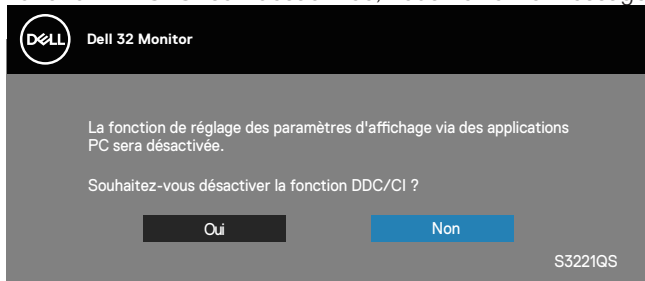 DELL
Dell 32 Monitor
La fonction de réglage des paramètres d'affichage via des applications
PC sera désactivée.
Souhaitez-vous désactiver la fonction DDC/CI ?
Oui
Non
S3221QS